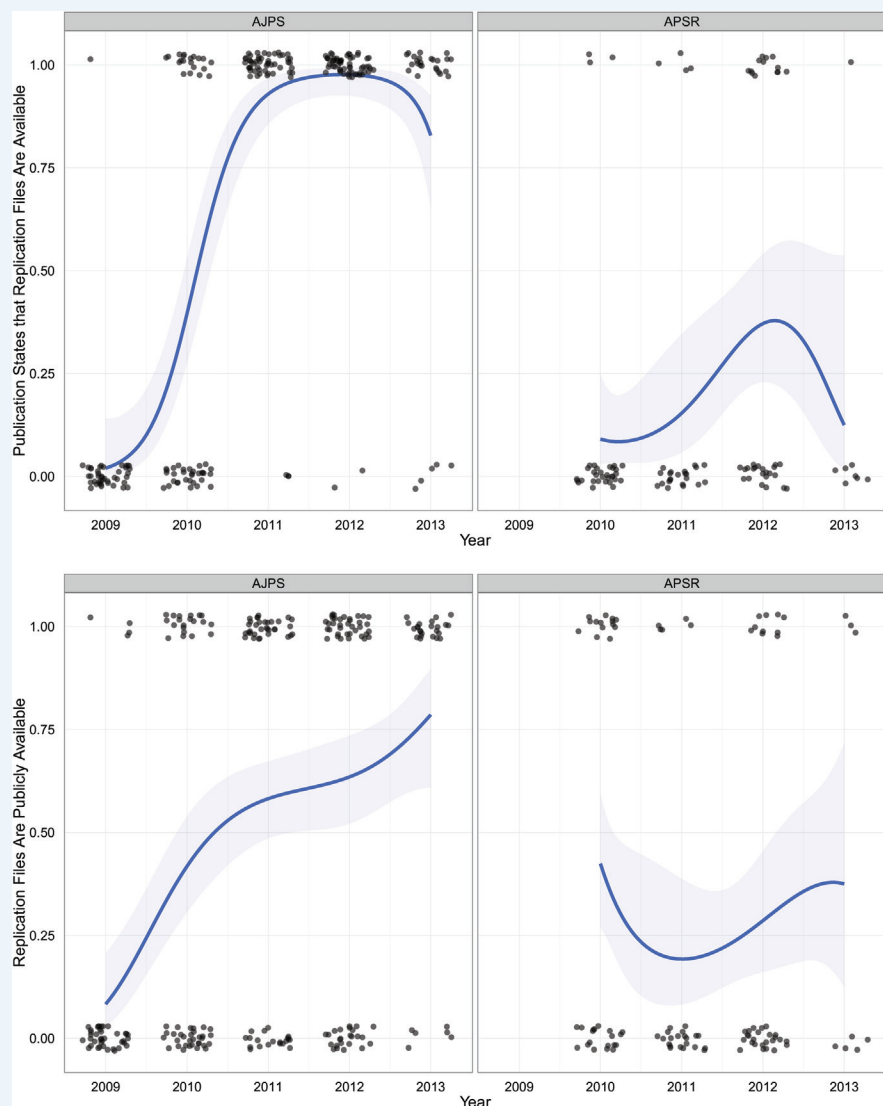 AJPS APSR
Publication States that Replication Files Are Available
1.00
0.75
0.50
0.25
0.00
2009 2010 2011 2012 2013 2009 2010 2011 2012 2013
Year
AJPS APSR
Replication Files Are Publicly Available
1.00
0.75
0.50
0.25
0.00
2009 2010 2011 2012 2013 2009 2010 2011 2012 2013
Year